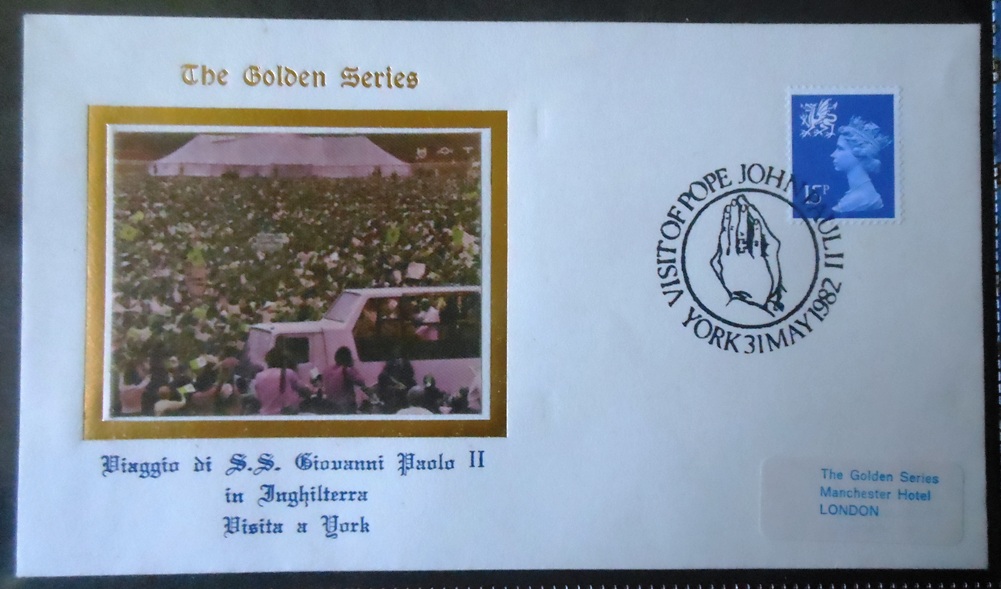 The Golden Series
15P
VISIT OF POPE JOHN PAUL II
YORK 31 MAY 1982
Viaggio di S.S. Giovanni Paolo II
in Inghilterra
Visita a York
The Golden Series
Manchester Hotel
LONDON